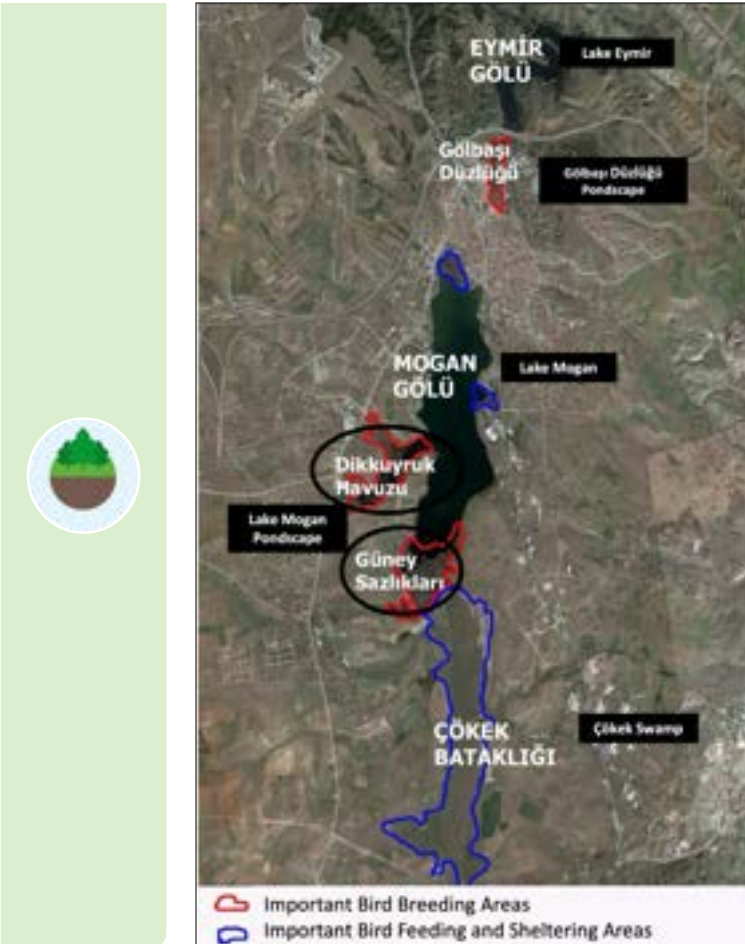 EYMİR
GÖLÜ
Lake Eymir
Gölbaşı
Düzlüğü
Gölbaşı Düzlüğü
Pondscape
MOGAN
GÖLÜ
Lake Mogan
Dikkuyruk
Havuzu
Lake Mogan
Pondscape
Güney
Sazlıkları
ÇÖKEK
BATAKLIĞI
Çökek Swamp
Important Bird Breeding Areas
Important Bird Feeding and Sheltering Areas